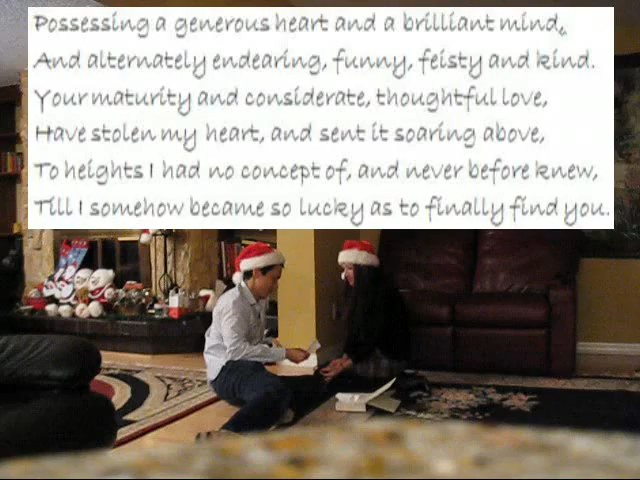 Possessing a generous heart and a brilliant mind,
And alternately endearing, funny, feisty and kind.
Your maturity and considerate, thoughtful love,
Have stolen my heart, and sent it soaring above,
To heights I had no concept of, and never before knew,
Till I somehow became so lucky as to finally find you.